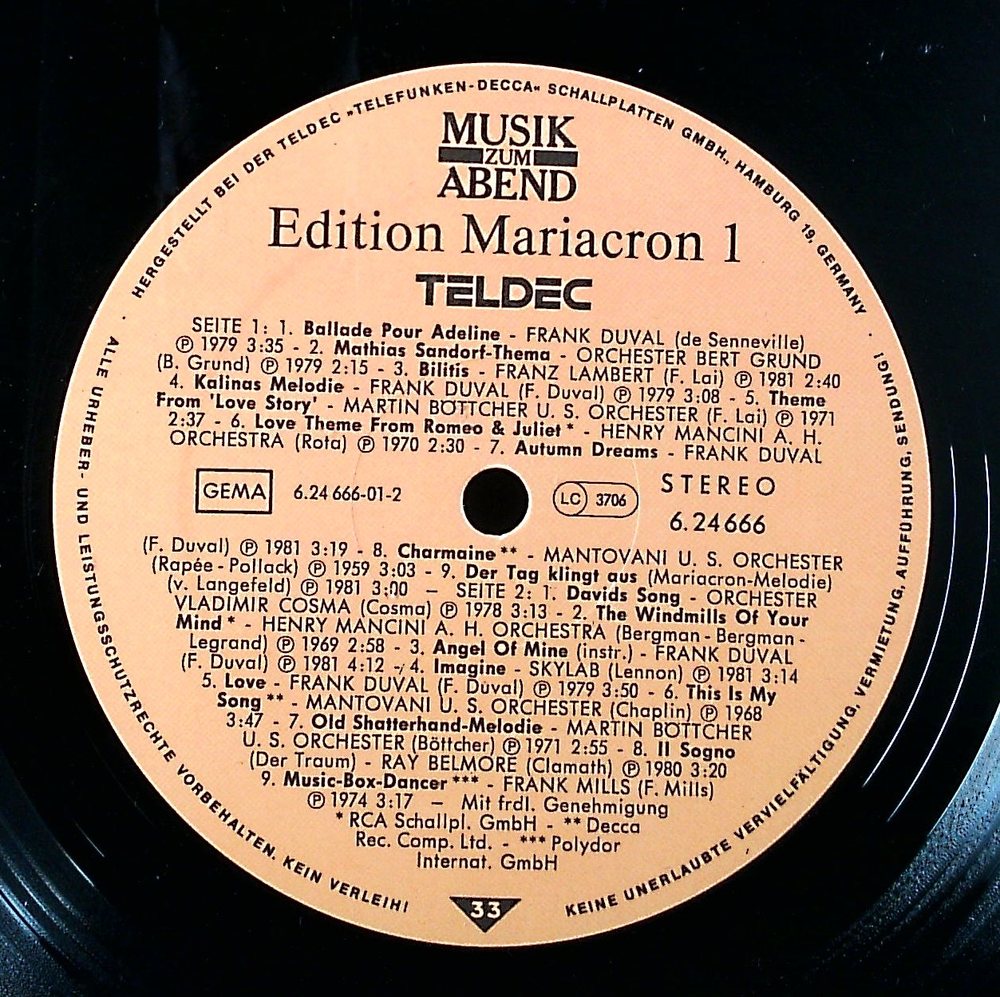 HERGESTELLT BEI DER TELDEC »TELEFUNKEN-DECCA« SCHALLPLATTEN GMBH., HAMBURG 19, GERMANY ·
MUSIK
ZUM
ABEND
Edition Mariacron 1
TELDEC
SEITE 1: 1. Ballade Pour Adeline - FRANK DUVAL (de Senneville)
℗ 1979 3:35 - 2. Mathias Sandorf-Thema - ORCHESTER BERT GRUND
(B. Grund) ℗ 1979 2:15 - 3. Bilitis - FRANZ LAMBERT (F. Lai) ℗ 1981 2:40
4. Kalinas Melodie - FRANK DUVAL (F. Duval) ℗ 1979 3:08 - 5. Theme
From 'Love Story' - MARTIN BÖTTCHER U. S. ORCHESTER (F. Lai) ℗ 1971
2:37 - 6. Love Theme From Romeo & Juliet * - HENRY MANCINI A. H.
ORCHESTRA (Rota) ℗ 1970 2:30 - 7. Autumn Dreams - FRANK DUVAL
GEMA 6.24 666-01-2 LC 3706 STEREO
6.24666
(F. Duval) ℗ 1981 3:19 - 8. Charmaine ** - MANTOVANI U. S. ORCHESTER
(Rapée - Pollack) ℗ 1959 3:03 - 9. Der Tag klingt aus (Mariacron-Melodie)
(v. Langefeld) ℗ 1981 3:00 – SEITE 2: 1. Davids Song - ORCHESTER
VLADIMIR COSMA (Cosma) ℗ 1978 3:13 - 2. The Windmills Of Your
Mind * - HENRY MANCINI A. H. ORCHESTRA (Bergman - Bergman -
Legrand) ℗ 1969 2:58 - 3. Angel Of Mine (instr.) - FRANK DUVAL
(F. Duval) ℗ 1981 4:12 - 4. Imagine - SKYLAB (Lennon) ℗ 1981 3:14
5. Love - FRANK DUVAL (F. Duval) ℗ 1979 3:50 - 6. This Is My
Song ** - MANTOVANI U. S. ORCHESTER (Chaplin) ℗ 1968
3:47 - 7. Old Shatterhand-Melodie - MARTIN BÖTTCHER
U. S. ORCHESTER (Böttcher) ℗ 1971 2:55 - 8. Il Sogno
(Der Traum) - RAY BELMORE (Clamath) ℗ 1980 3:20
9. Music-Box-Dancer *** - FRANK MILLS (F. Mills)
℗ 1974 3:17 – Mit frdl. Genehmigung
* RCA Schallpl. GmbH - ** Decca
Rec. Comp. Ltd. - *** Polydor
Internat. GmbH
33
ALLE URHEBER- UND LEISTUNGSSCHUTZRECHTE VORBEHALTEN. KEIN VERLEIH!
KEINE UNERLAUBTE VERVIELFÄLTIGUNG, VERMIETUNG, AUFFÜHRUNG, SENDUNG!